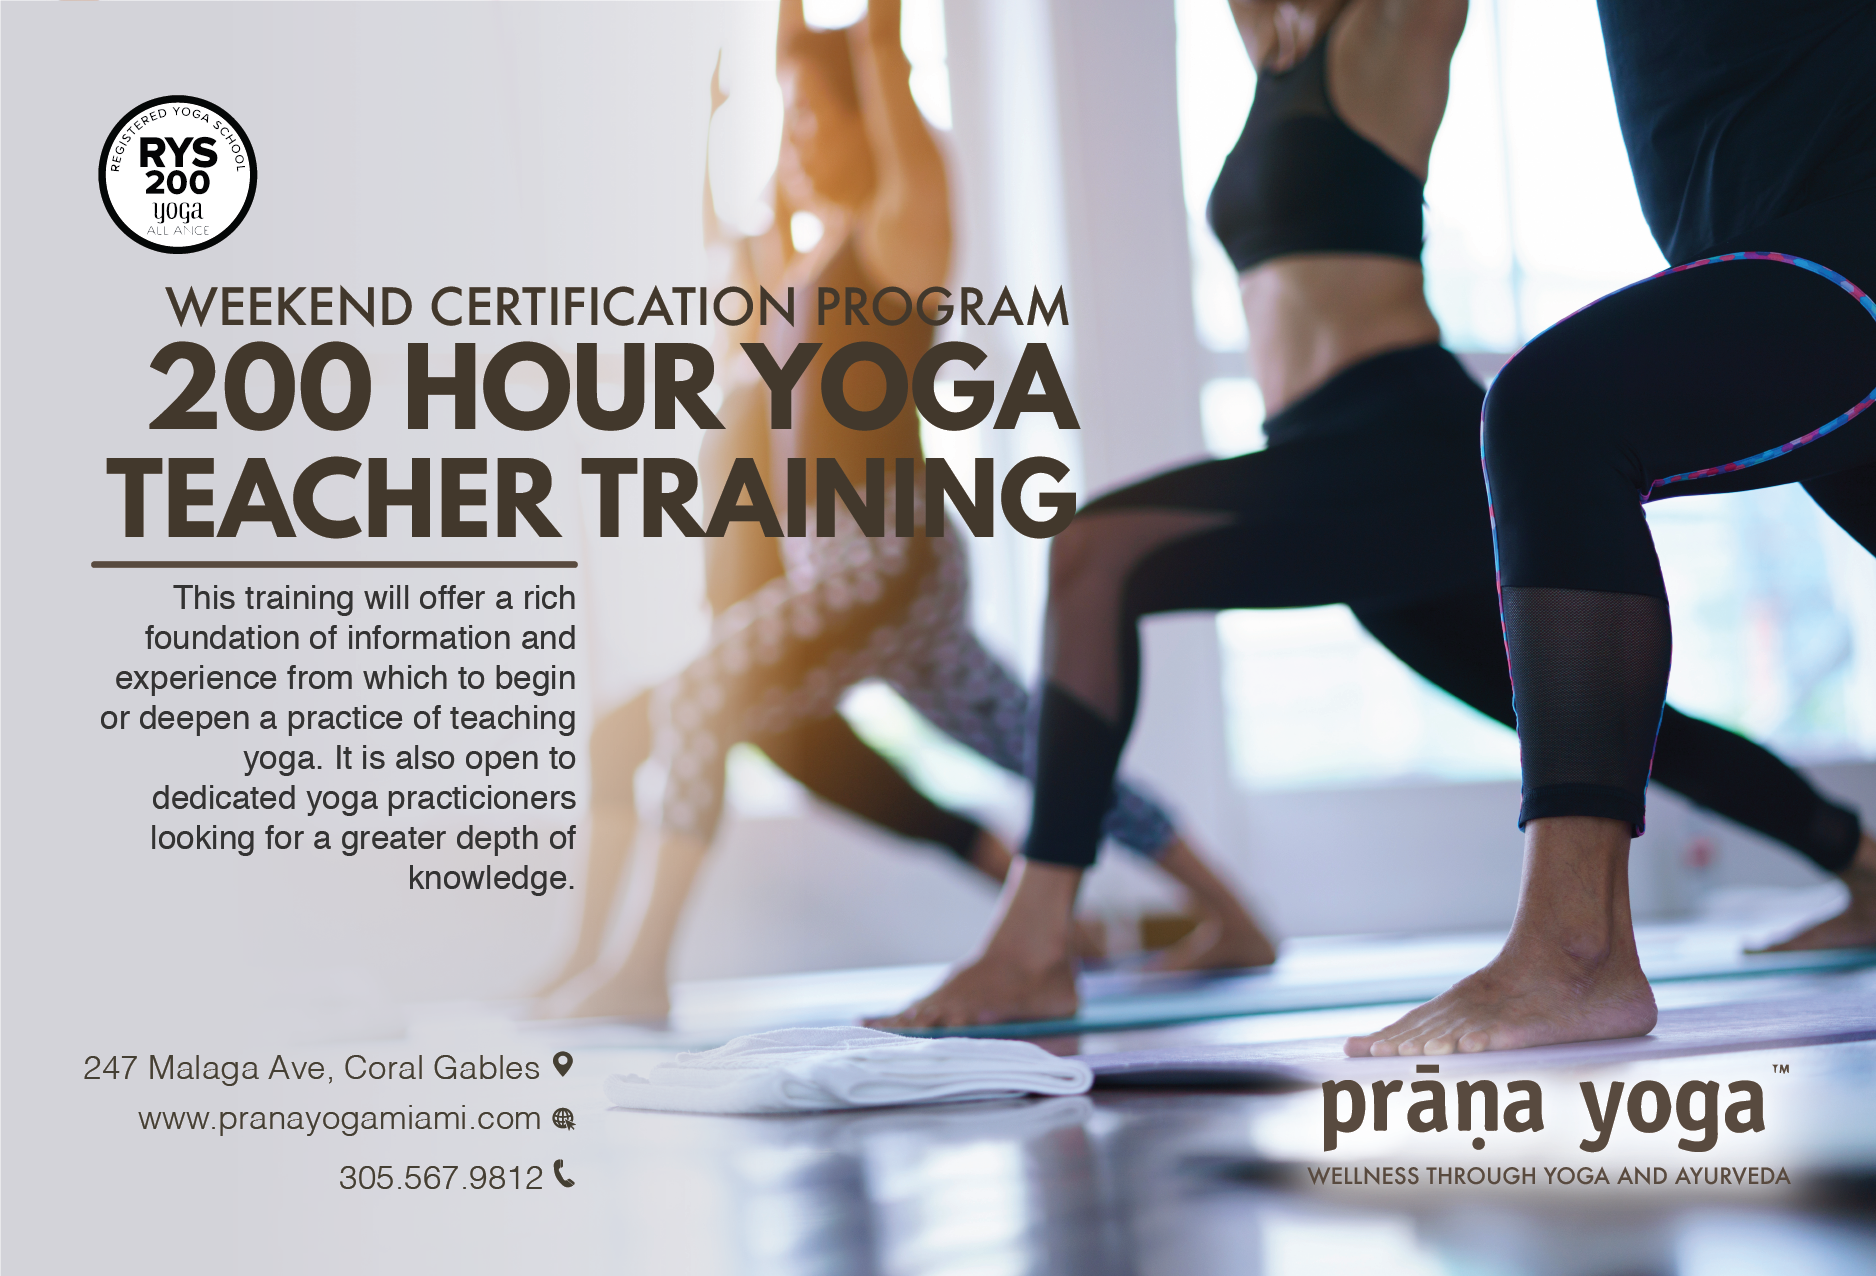 REGISTERED YOGA SCHOOL
RYS
200
yoga
ALL ANCE
WEEKEND CERTIFICATION PROGRAM
200 HOUR YOGA
TEACHER TRAINING
This training will offer a rich
foundation of information and
experience from which to begin
or deepen a practice of teaching
yoga. It is also open to
dedicated yoga practicioners
looking for a greater depth of
knowledge.
247 Malaga Ave, Coral Gables
www.pranayogamiami.com
305.567.9812
prāṇa yoga™
WELLNESS THROUGH YOGA AND AYURVEDA